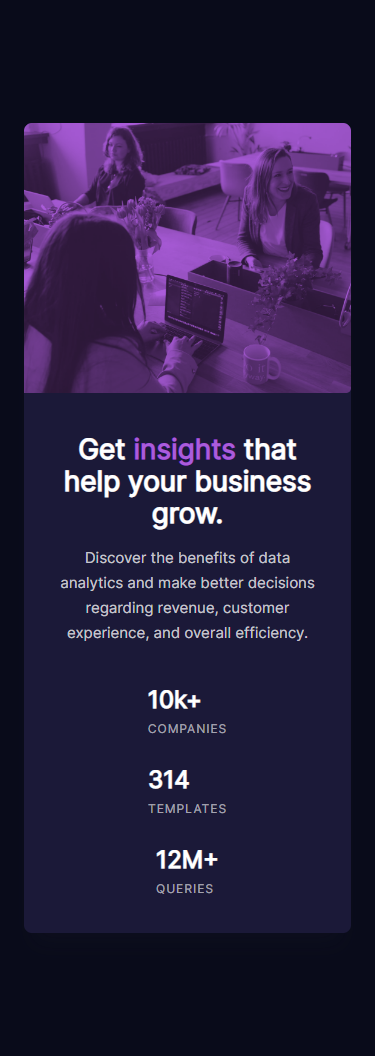 Get insights that
help your business
grow.
Discover the benefits of data
analytics and make better decisions
regarding revenue, customer
experience, and overall efficiency.
10k+
COMPANIES
314
TEMPLATES
12M+
QUERIES